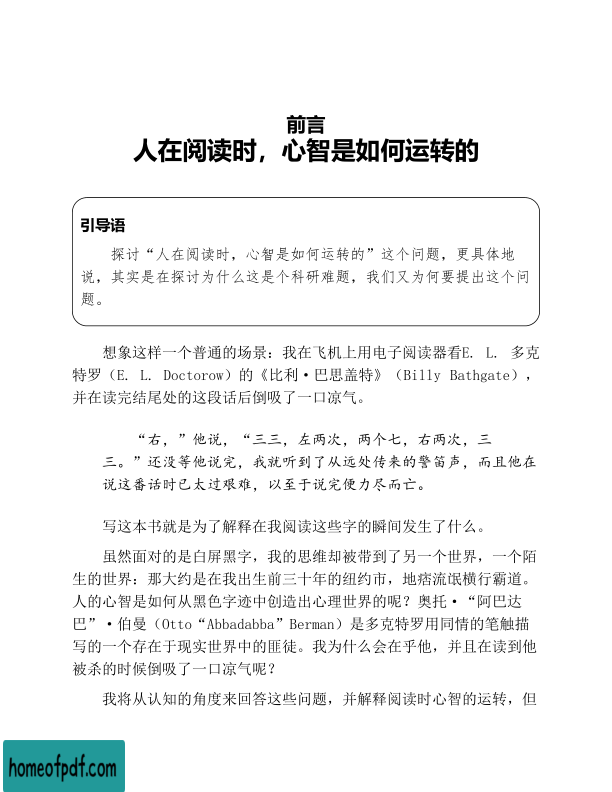 前言
人在阅读时，心智是如何运转的
引导语
探讨“人在阅读时，心智是如何运转的”这个问题，更具体地
说，其实是在探讨为什么这是个科研难题，我们又为何要提出这个问
题。
想象这样一个普通的场景：我在飞机上用电子阅读器看E. L. 多克
特罗（E. L. Doctorow）的《比利·巴思盖特》（Billy Bathgate），
并在读完结尾处的这段话后倒吸了一口凉气。
“右，”他说，“三三，左两次，两个七，右两次，三
三。”还没等他说完，我就听到了从远处传来的警笛声，而且他在
说这番话时已太过艰难，以至于说完便力尽而亡。
写这本书就是为了解释在我阅读这些字的瞬间发生了什么。
虽然面对的是白屏黑字，我的思维却被带到了另一个世界，一个陌
生的世界：那大约是在我出生前三十年的纽约市，地痞流氓横行霸道。
人的心智是如何从黑色字迹中创造出心理世界的呢？奥托·“阿巴达
巴”·伯曼（Otto“Abbadabba”Berman）是多克特罗用同情的笔触描
写的一个存在于现实世界中的匪徒。我为什么会在乎他，并且在读到他
被杀的时候倒吸了一口凉气呢？
我将从认知的角度来回答这些问题，并解释阅读时心智的运转，但
homeofpdf.com